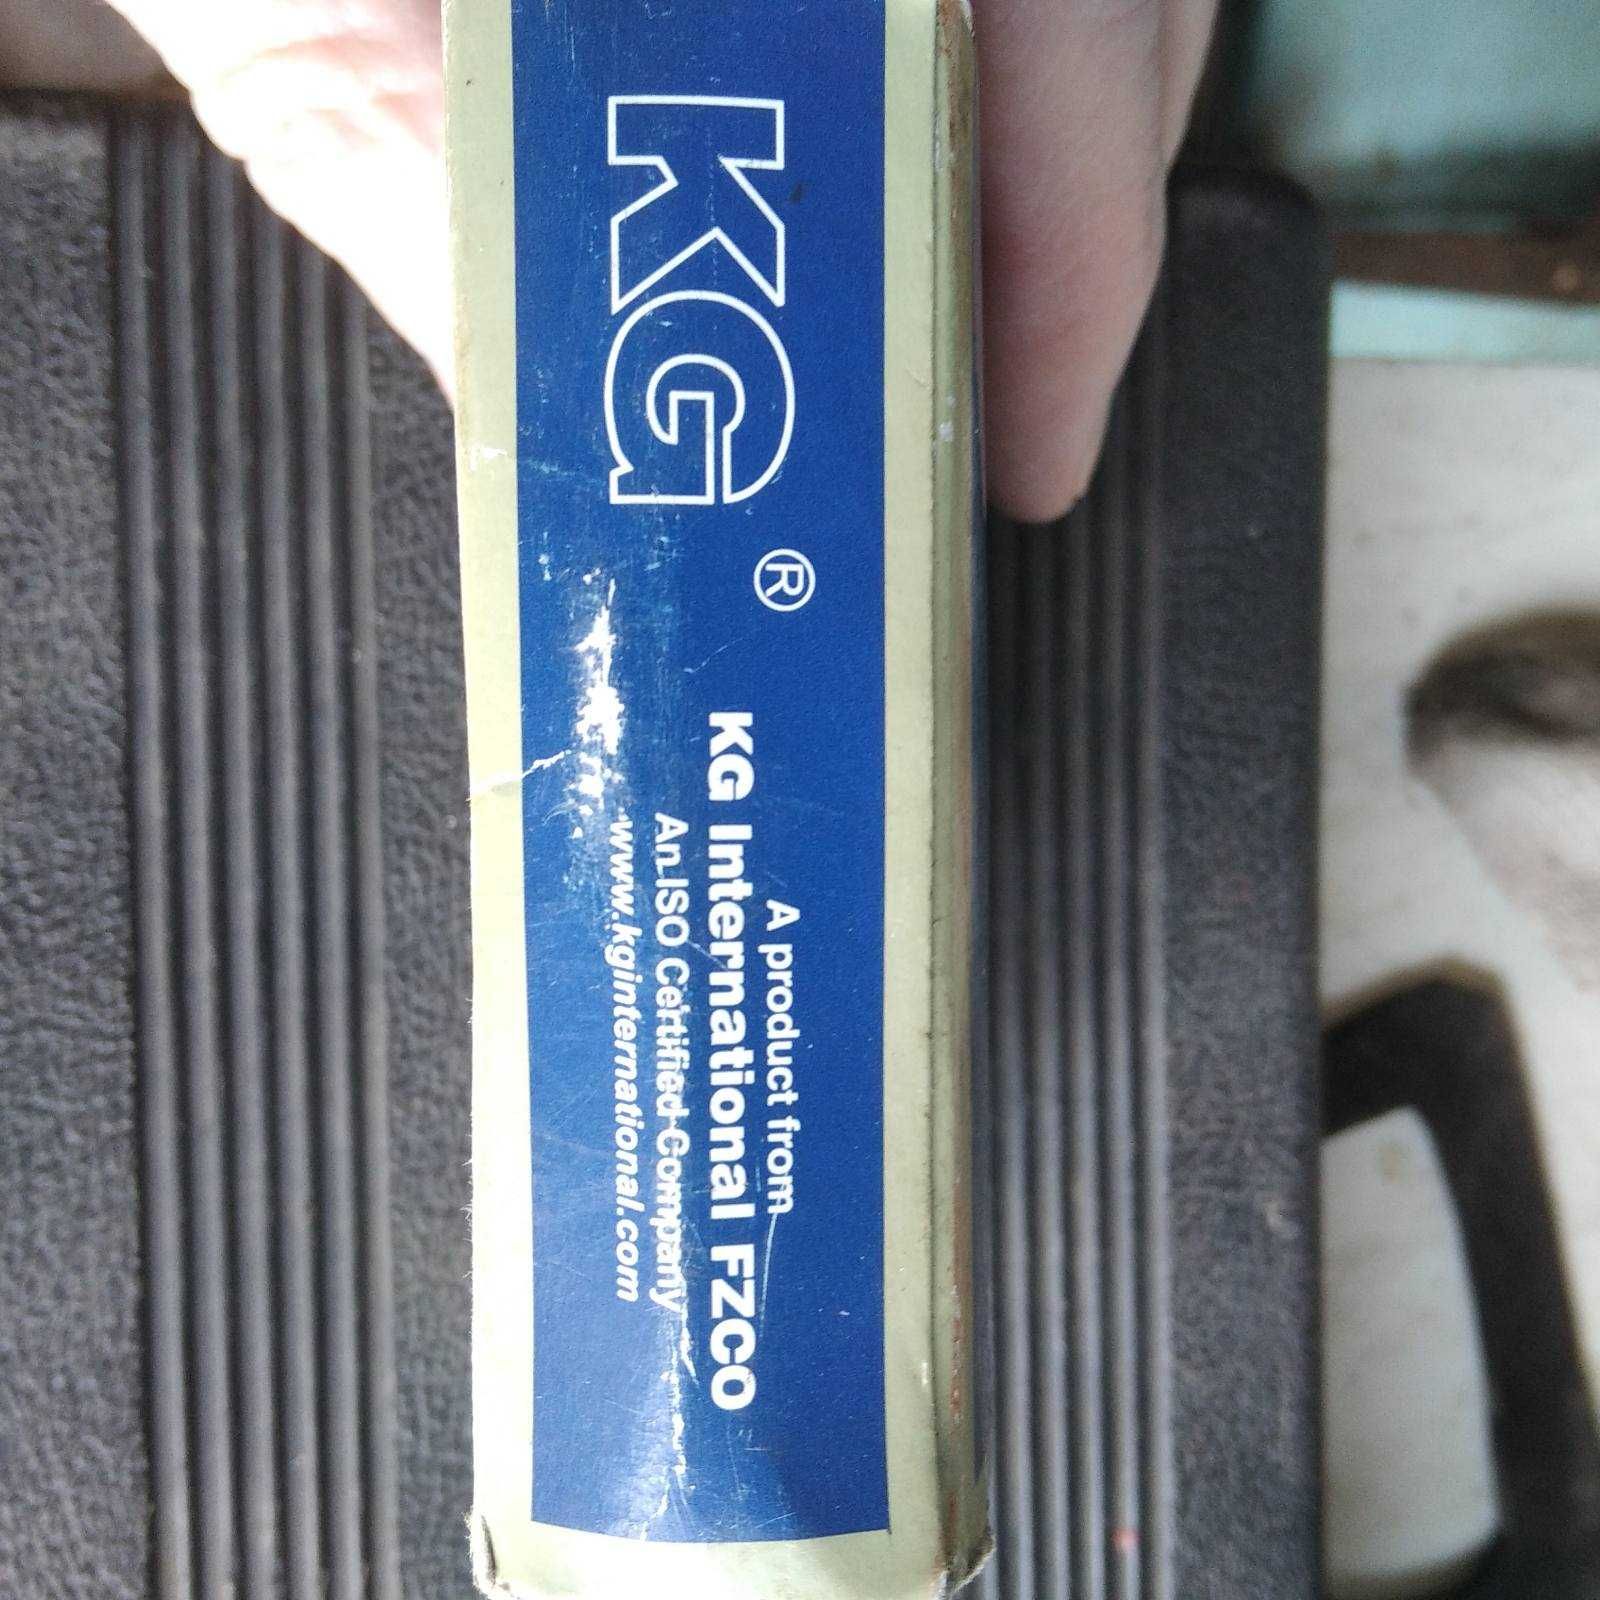 KG ®
A product from
KG International FZCO
An ISO Certified Company
www.kginternational.com